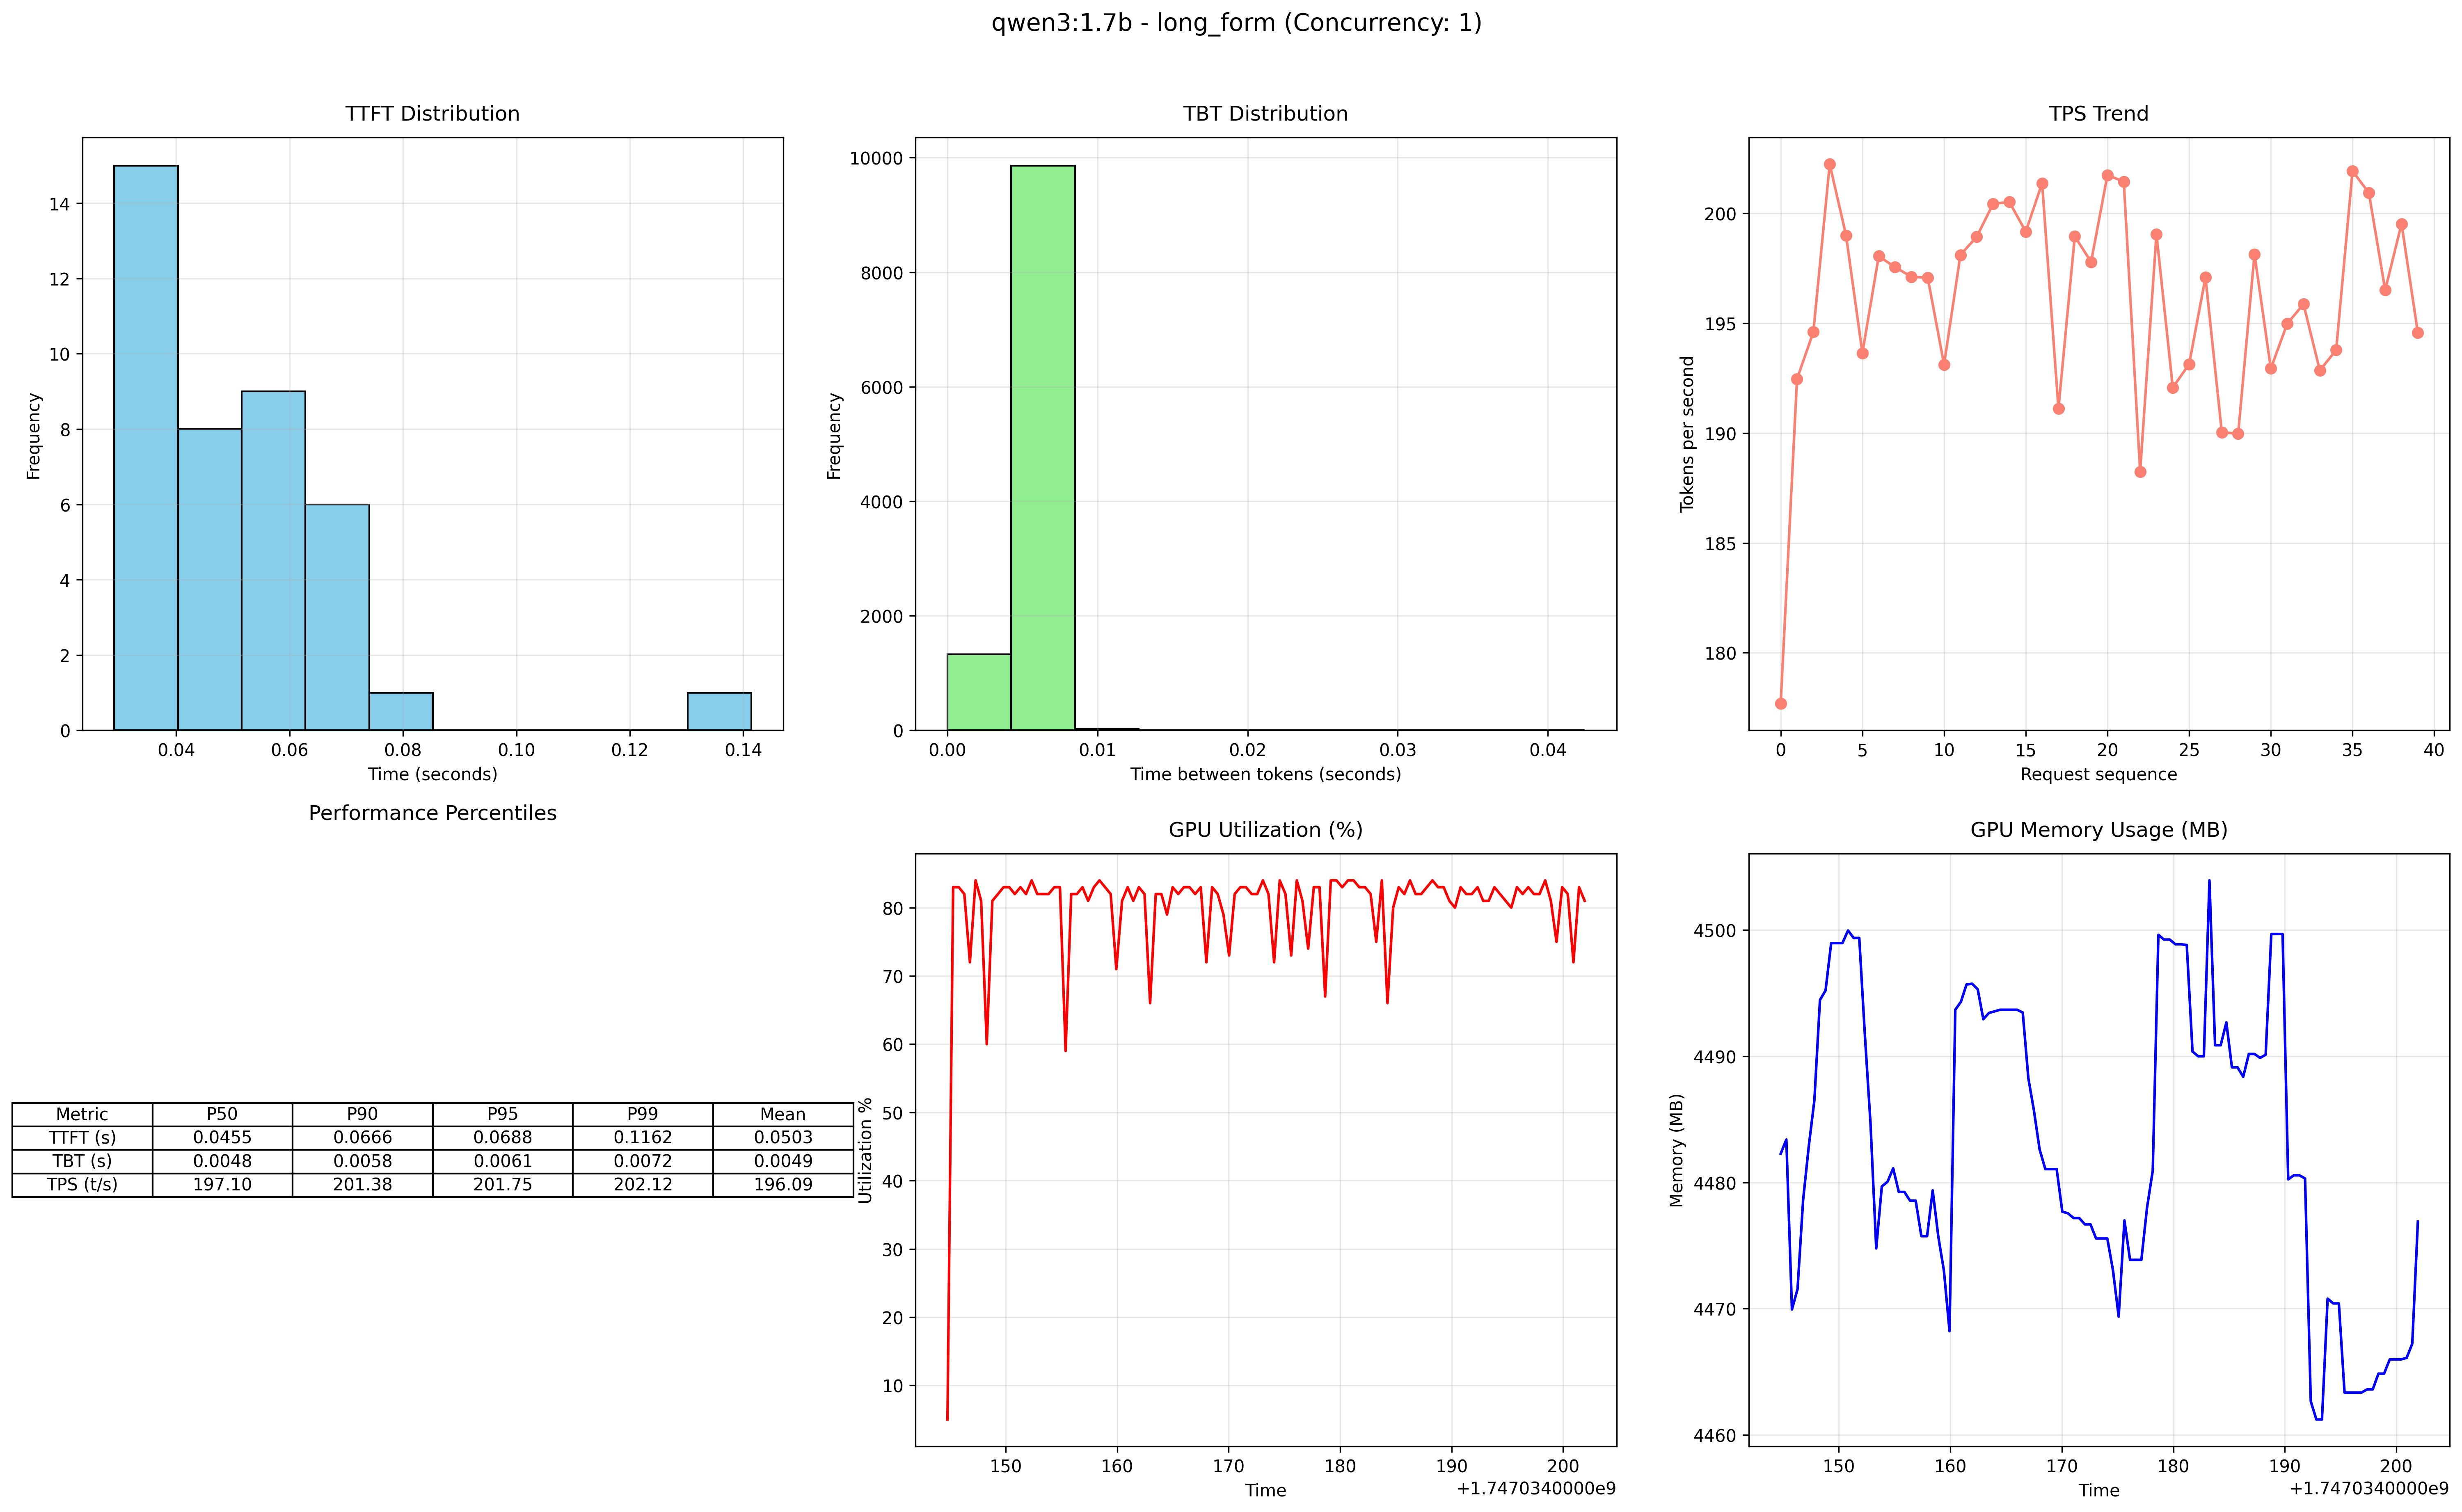 qwen3:1.7b - long_form (Concurrency: 1)
TTFT Distribution
Frequency
14
12
10
8
6
4
2
0
0.04 0.06 0.08 0.10 0.12 0.14
Time (seconds)
TBT Distribution
Frequency
10000
8000
6000
4000
2000
0
0.00 0.01 0.02 0.03 0.04
Time between tokens (seconds)
TPS Trend
Tokens per second
200
195
190
185
180
0 5 10 15 20 25 30 35 40
Request sequence
Performance Percentiles
Metric P50 P90 P95 P99 Mean
TTFT (s) 0.0455 0.0666 0.0688 0.1162 0.0503
TBT (s) 0.0048 0.0058 0.0061 0.0072 0.0049
TPS (t/s) 197.10 201.38 201.75 202.12 196.09
GPU Utilization (%)
Utilization %
80
70
60
50
40
30
20
10
150 160 170 180 190 200
Time
+1.7470340000e9
GPU Memory Usage (MB)
Memory (MB)
4500
4490
4480
4470
4460
150 160 170 180 190 200
Time
+1.7470340000e9